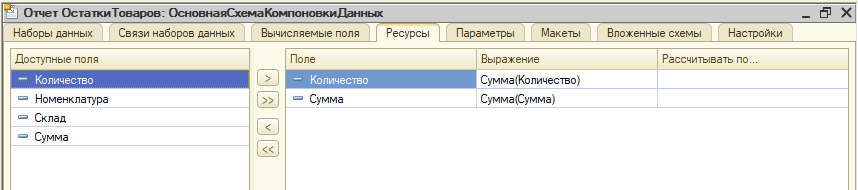 Отчет ОстаткиТоваров: ОсновнаяСхемаКомпоновкиДанных
Наборы данных Связи наборов данных Вычисляемые поля Ресурсы Параметры Макеты Вложенные схемы Настройки
Доступные поля Поле Выражение Рассчитывать по...
Количество > Количество Сумма(Количество)
Номенклатура >> Сумма Сумма(Сумма)
Склад <
Сумма <<